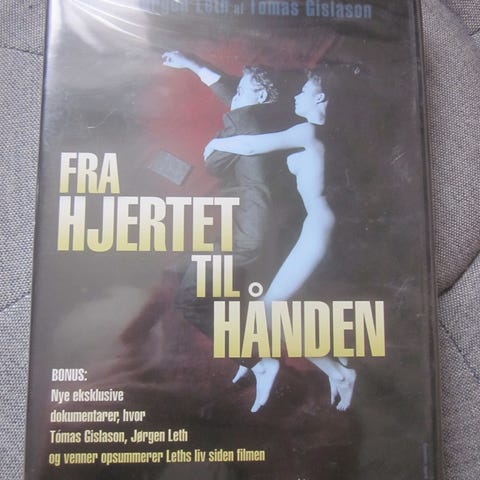 Jørgen Leth af Tómas Gislason
FRA
HJERTET
TIL
HÅNDEN
BONUS:
Nye eksklusive
dokumentarer, hvor
Tómas Gislason, Jørgen Leth
og venner opsummerer Leths liv siden filmen